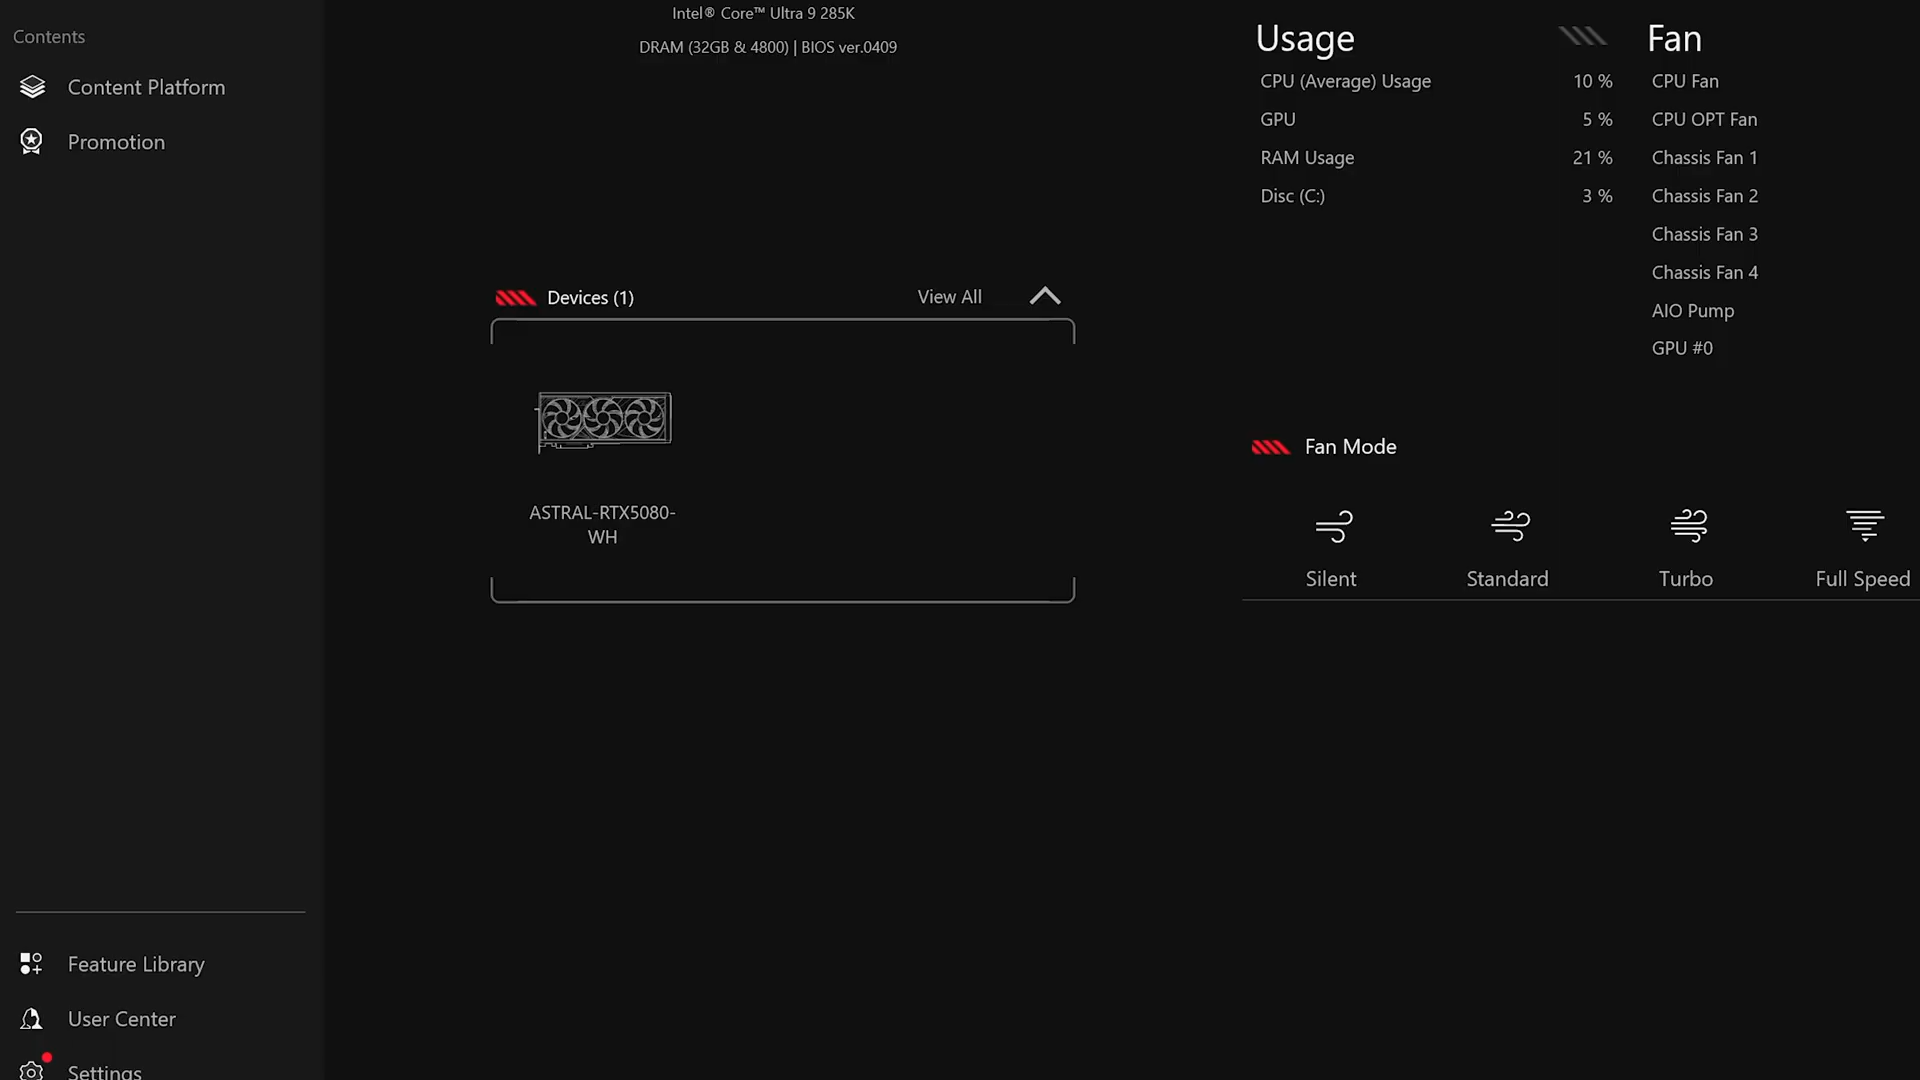 Contents
Content Platform
Promotion
Feature Library
User Center
Settings
Intel® Core™ Ultra 9 285K
DRAM (32GB & 4800) | BIOS ver.0409
Devices (1)
View All
ASTRAL-RTX5080-
WH
Usage
CPU (Average) Usage 10 %
GPU 5 %
RAM Usage 21 %
Disc (C:) 3 %
Fan
CPU Fan
CPU OPT Fan
Chassis Fan 1
Chassis Fan 2
Chassis Fan 3
Chassis Fan 4
AIO Pump
GPU #0
Fan Mode
Silent
Standard
Turbo
Full Speed